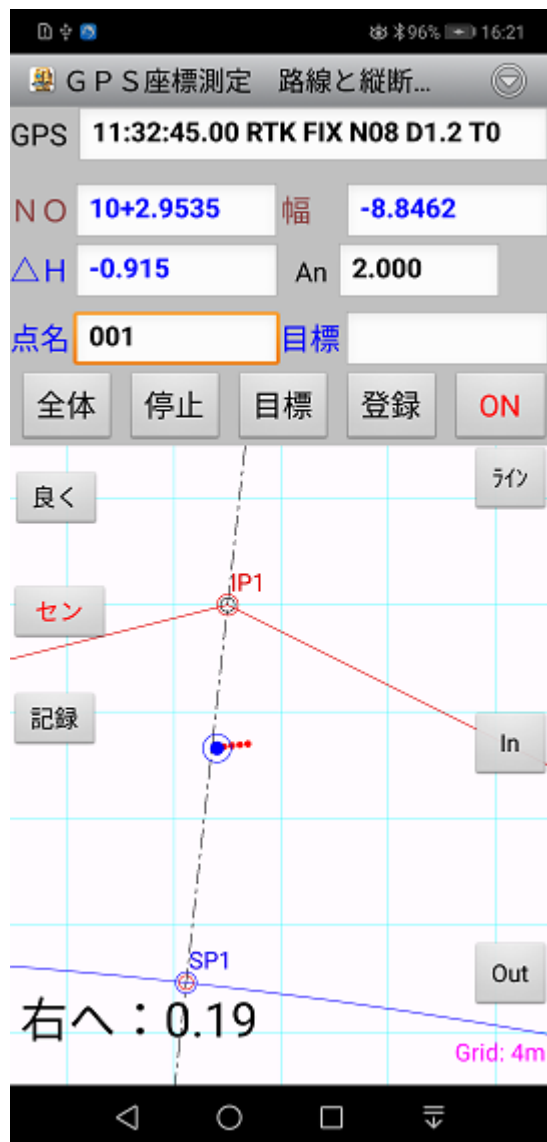 96% 16:21
ＧＰＳ座標測定　路線と縦断...
GPS 11:32:45.00 RTK FIX N08 D1.2 T0
ＮＯ 10+2.9535 幅 -8.8462
△H -0.915 An 2.000
点名 001 目標
全体 停止 目標 登録 ON
良く ﾗｲﾝ
IP1
セン
記録 In
SP1 Out
右へ：0.19
Grid: 4m